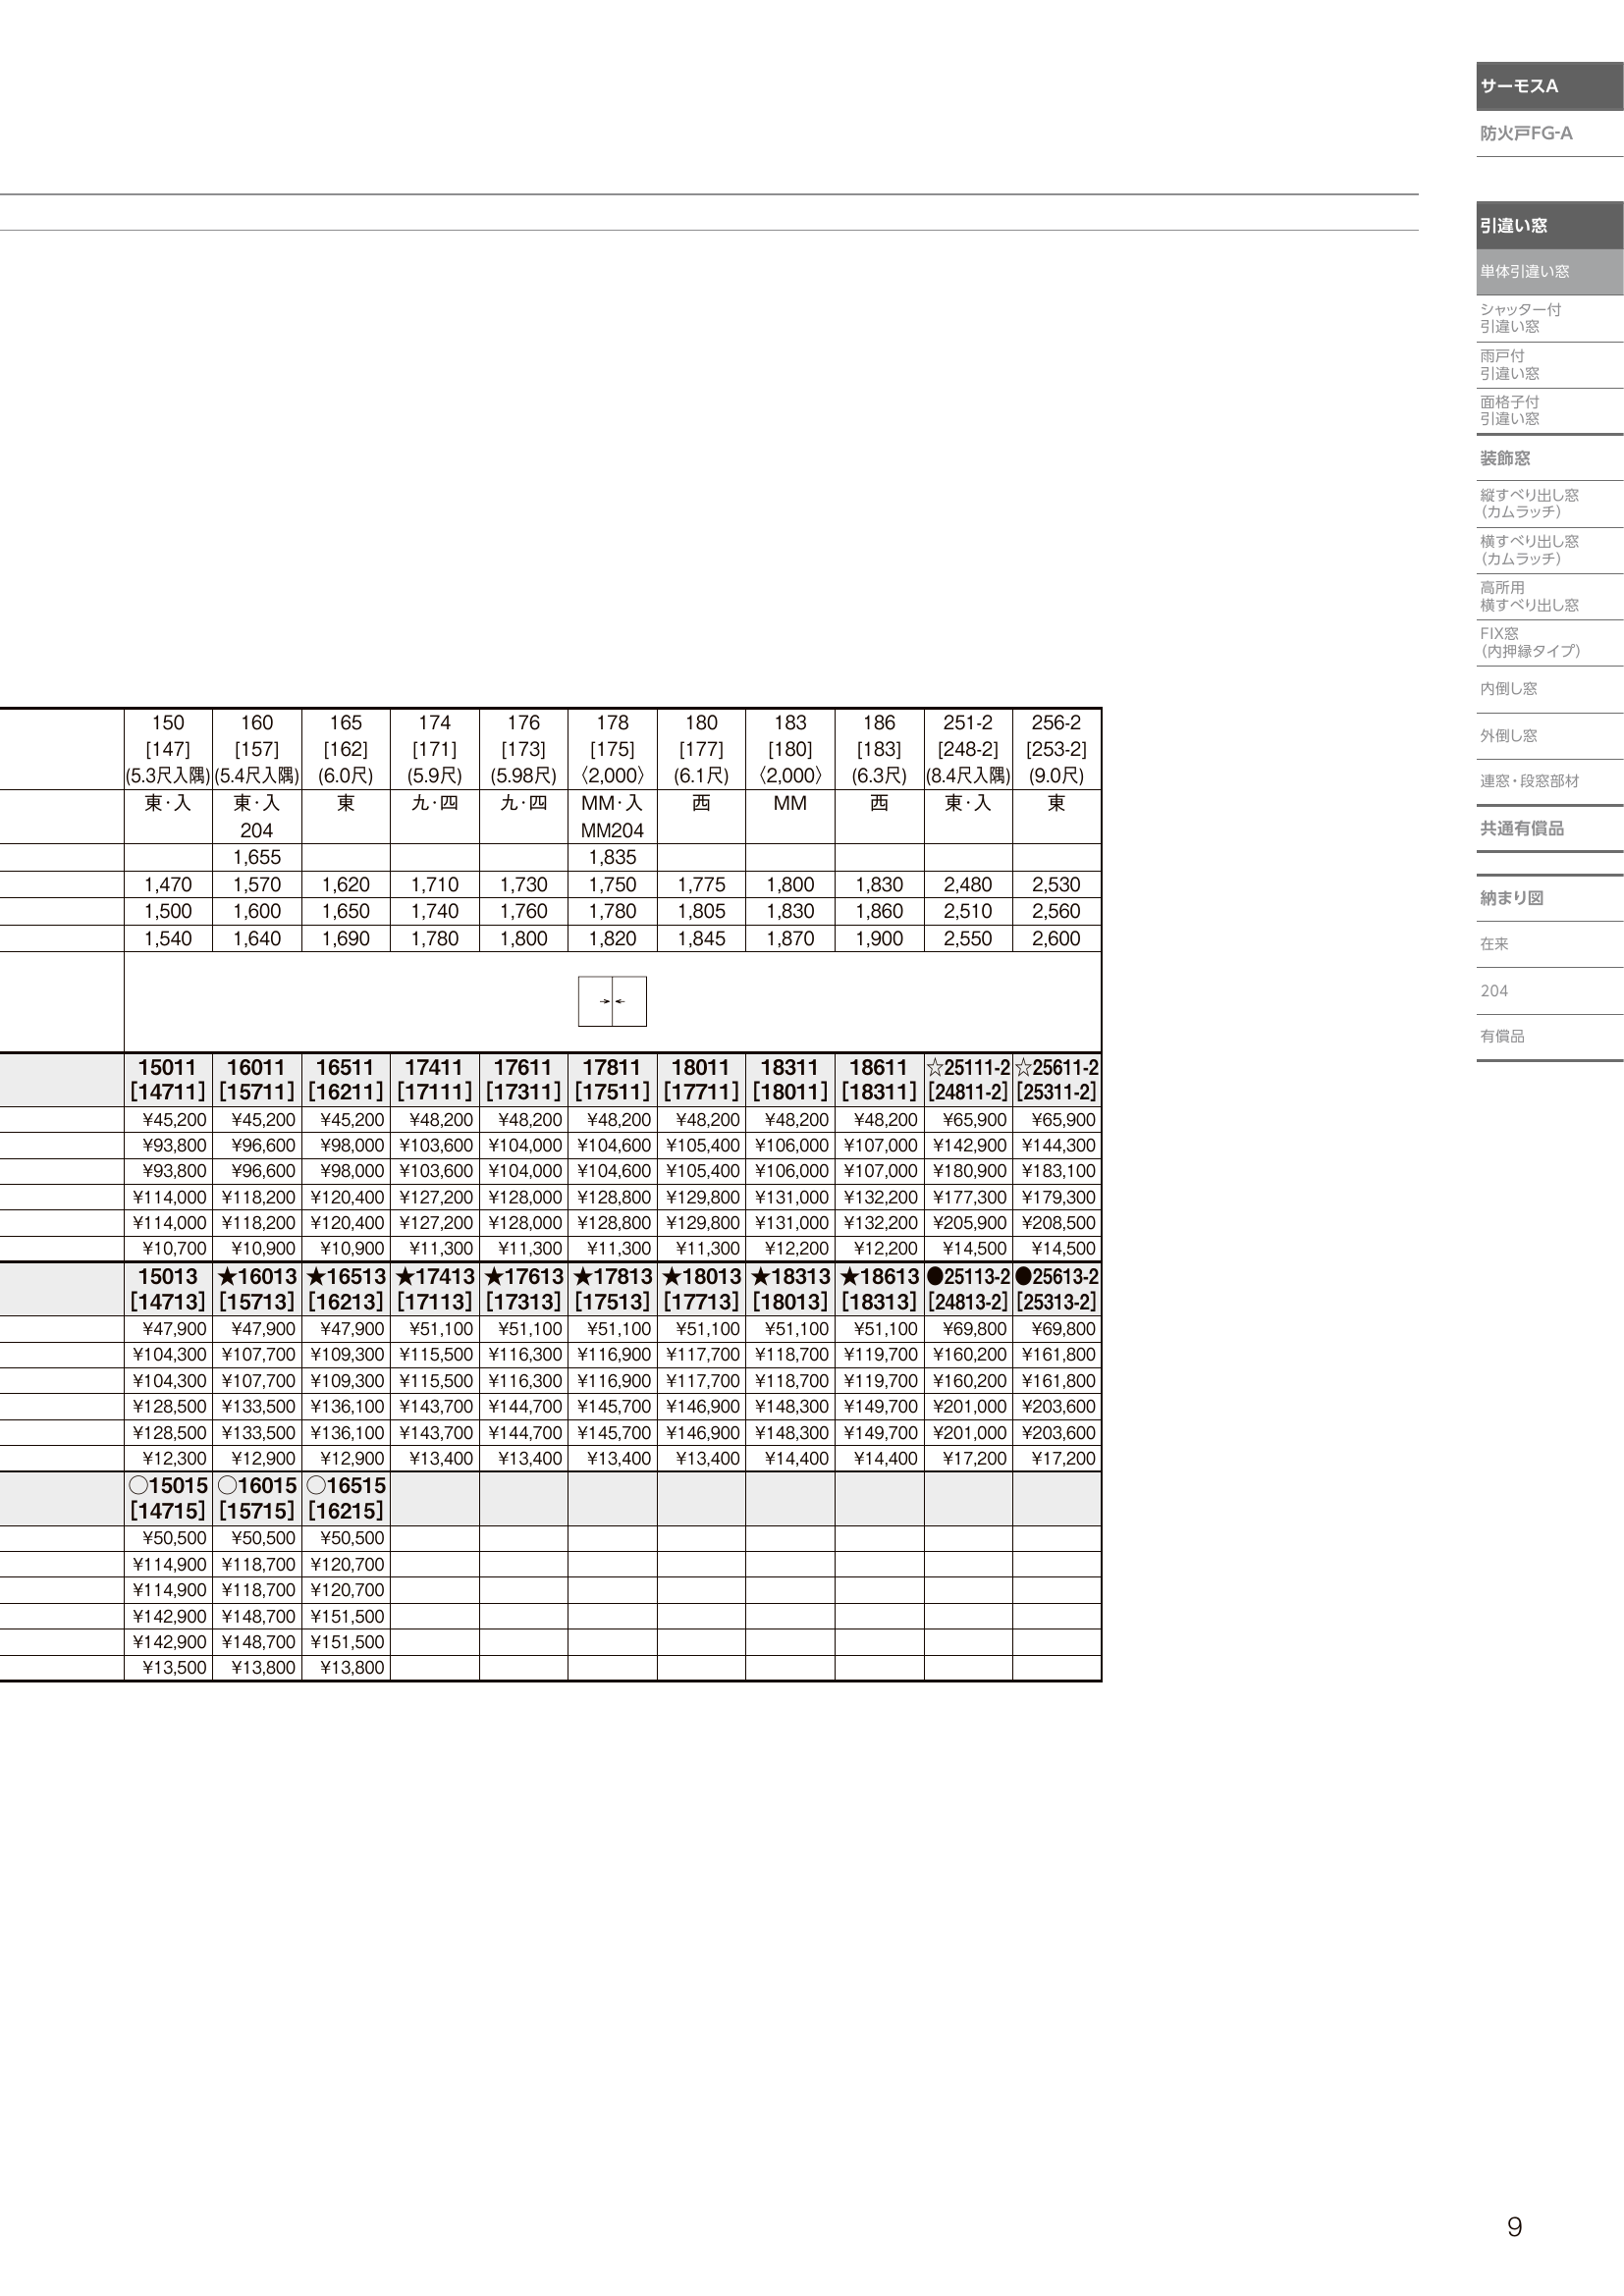 サーモスA
防火戸FG-A
引違い窓
単体引違い窓
シャッター付
引違い窓
雨戸付
引違い窓
面格子付
引違い窓
装飾窓
縦すべり出し窓
（カムラッチ）
横すべり出し窓
（カムラッチ）
高所用
横すべり出し窓
FIX窓
（内押縁タイプ）
内倒し窓
外倒し窓
連窓・段窓部材
共通有償品
納まり図
在来
204
有償品
150 160 165 174 176 178 180 183 186 251-2 256-2
[147] [157] [162] [171] [173] [175] [177] [180] [183] [248-2] [253-2]
(5.3尺入隅) (5.4尺入隅) (6.0尺) (5.9尺) (5.98尺) 〈2,000〉 (6.1尺) 〈2,000〉 (6.3尺) (8.4尺入隅) (9.0尺)
東・入 東・入 東 九・四 九・四 MM・入 西 MM 西 東・入 東
204 MM204
1,655 1,835
1,470 1,570 1,620 1,710 1,730 1,750 1,775 1,800 1,830 2,480 2,530
1,500 1,600 1,650 1,740 1,760 1,780 1,805 1,830 1,860 2,510 2,560
1,540 1,640 1,690 1,780 1,800 1,820 1,845 1,870 1,900 2,550 2,600
15011 16011 16511 17411 17611 17811 18011 18311 18611 ☆25111-2 ☆25611-2
[14711] [15711] [16211] [17111] [17311] [17511] [17711] [18011] [18311] [24811-2] [25311-2]
¥45,200 ¥45,200 ¥45,200 ¥48,200 ¥48,200 ¥48,200 ¥48,200 ¥48,200 ¥48,200 ¥65,900 ¥65,900
¥93,800 ¥96,600 ¥98,000 ¥103,600 ¥104,000 ¥104,600 ¥105,400 ¥106,000 ¥107,000 ¥142,900 ¥144,300
¥93,800 ¥96,600 ¥98,000 ¥103,600 ¥104,000 ¥104,600 ¥105,400 ¥106,000 ¥107,000 ¥180,900 ¥183,100
¥114,000 ¥118,200 ¥120,400 ¥127,200 ¥128,000 ¥128,800 ¥129,800 ¥131,000 ¥132,200 ¥177,300 ¥179,300
¥114,000 ¥118,200 ¥120,400 ¥127,200 ¥128,000 ¥128,800 ¥129,800 ¥131,000 ¥132,200 ¥205,900 ¥208,500
¥10,700 ¥10,900 ¥10,900 ¥11,300 ¥11,300 ¥11,300 ¥11,300 ¥12,200 ¥12,200 ¥14,500 ¥14,500
15013 ★16013 ★16513 ★17413 ★17613 ★17813 ★18013 ★18313 ★18613 ●25113-2 ●25613-2
[14713] [15713] [16213] [17113] [17313] [17513] [17713] [18013] [18313] [24813-2] [25313-2]
¥47,900 ¥47,900 ¥47,900 ¥51,100 ¥51,100 ¥51,100 ¥51,100 ¥51,100 ¥51,100 ¥69,800 ¥69,800
¥104,300 ¥107,700 ¥109,300 ¥115,500 ¥116,300 ¥116,900 ¥117,700 ¥118,700 ¥119,700 ¥160,200 ¥161,800
¥104,300 ¥107,700 ¥109,300 ¥115,500 ¥116,300 ¥116,900 ¥117,700 ¥118,700 ¥119,700 ¥160,200 ¥161,800
¥128,500 ¥133,500 ¥136,100 ¥143,700 ¥144,700 ¥145,700 ¥146,900 ¥148,300 ¥149,700 ¥201,000 ¥203,600
¥128,500 ¥133,500 ¥136,100 ¥143,700 ¥144,700 ¥145,700 ¥146,900 ¥148,300 ¥149,700 ¥201,000 ¥203,600
¥12,300 ¥12,900 ¥12,900 ¥13,400 ¥13,400 ¥13,400 ¥13,400 ¥14,400 ¥14,400 ¥17,200 ¥17,200
○15015 ○16015 ○16515
[14715] [15715] [16215]
¥50,500 ¥50,500 ¥50,500
¥114,900 ¥118,700 ¥120,700
¥114,900 ¥118,700 ¥120,700
¥142,900 ¥148,700 ¥151,500
¥142,900 ¥148,700 ¥151,500
¥13,500 ¥13,800 ¥13,800
9